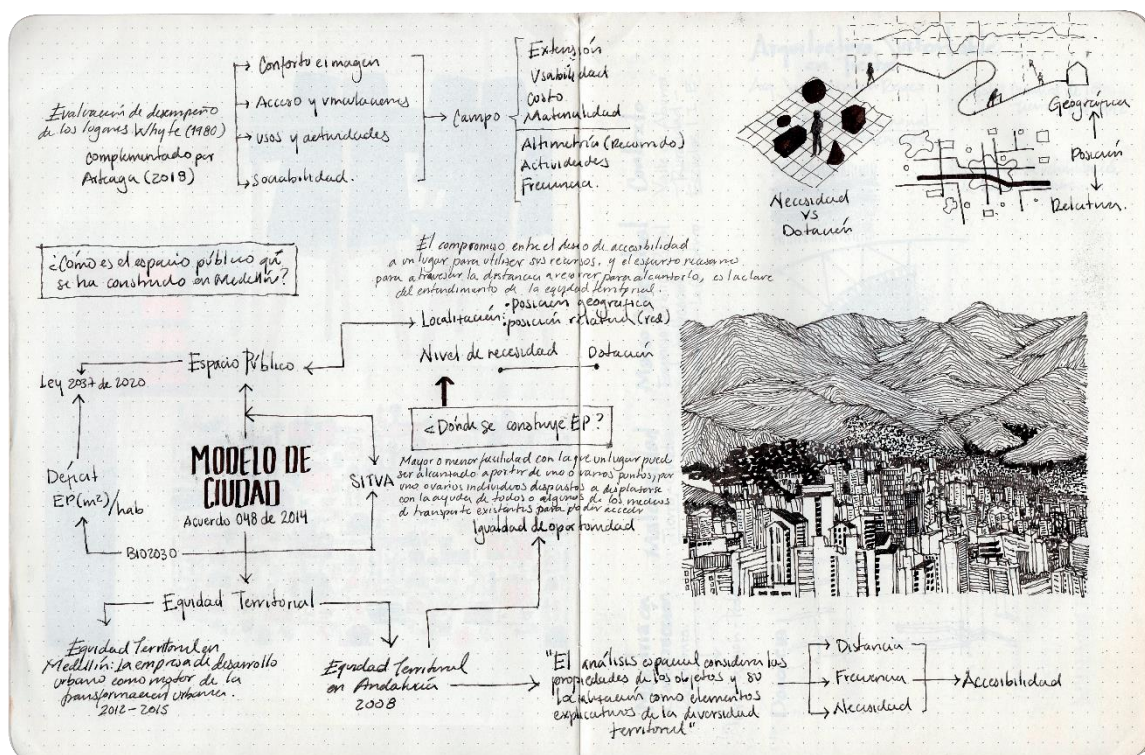 Evaluación de desempeño
de los lugares Whyte (1980)
complementado por
Arteaga (2018)
Conforto e imagen
Acceso y vinculaciones
usos y actividades
sociabilidad.
Campo
Extensión
Usabilidad
Costo
Materialidad
Altimetría (Recorrido)
Actividades
Frecuencia.
Necesidad
vs
Dotación
Geográfica
Posición
Relativa.
¿Cómo es el espacio público qué
se ha construido en Medellín?
El compromiso entre el deseo de accesibilidad
a un lugar para utilizar sus recursos, y el esfuerzo necesario
para atravesar la distancia a recorrer para alcanzarlo, es la clave
del entendimiento de la equidad territorial.
Localización:
• Posición geográfica
• posición relativa (red)
Espacio Público
Nivel de necesidad
Dotación
Ley 2037 de 2020
¿Dónde se construye EP?
Mayor o menor facilidad con la que un lugar pued
ser alcanzado a partir de uno o varios puntos, por
uno o varios individuos dispuestos a desplazarse
con la ayuda de todos o algunos de los medios
de transporte existentes para poder acceder
Igualdad de oportunidad
MODELO DE
CIUDAD
Acuerdo 048 de 2014
SITVA
Déficit
EP(m²)/hab
BIO2030
Equidad Territorial
Equidad Territorial en
Medellín: La empresa de desarrollo
urbano como motor de la
transformación urbana.
2012-2015
Equidad Territorial
en Andalucía
2008
"El análisis espacial considera las
propiedades de los objetos y su
localización como elementos
explicativos de la diversidad
territorial"
Distancia
Frecuencia
Necesidad
Accesibilidad